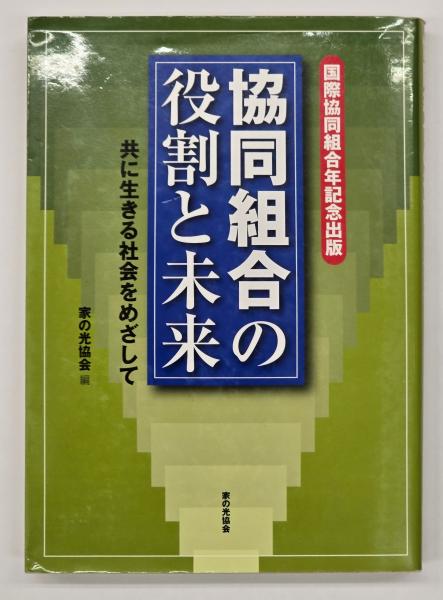 国際協同組合年記念出版
協同組合の
役割と未来
共に生きる社会をめざして
家の光協会 編
家の光協会